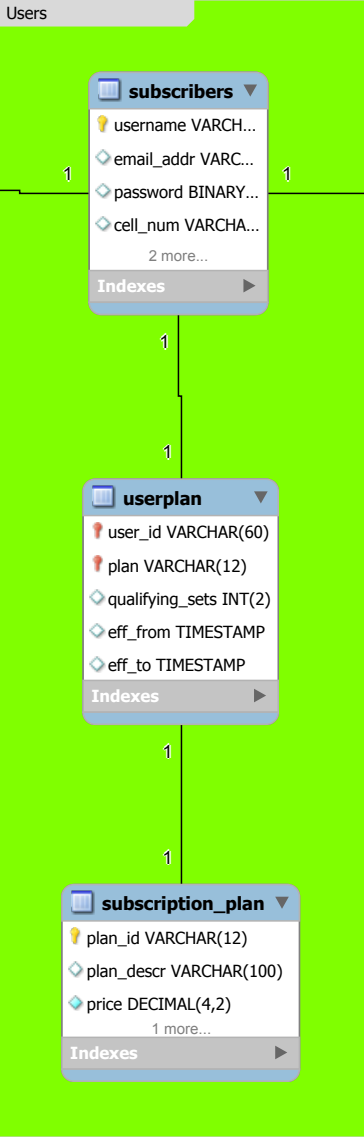 Users
subscribers
username VARCH...
email_addr VARC...
password BINARY...
cell_num VARCHA...
2 more...
Indexes
1
1
1
1
userplan
user_id VARCHAR(60)
plan VARCHAR(12)
qualifying_sets INT(2)
eff_from TIMESTAMP
eff_to TIMESTAMP
Indexes
1
1
subscription_plan
plan_id VARCHAR(12)
plan_descr VARCHAR(100)
price DECIMAL(4,2)
1 more...
Indexes